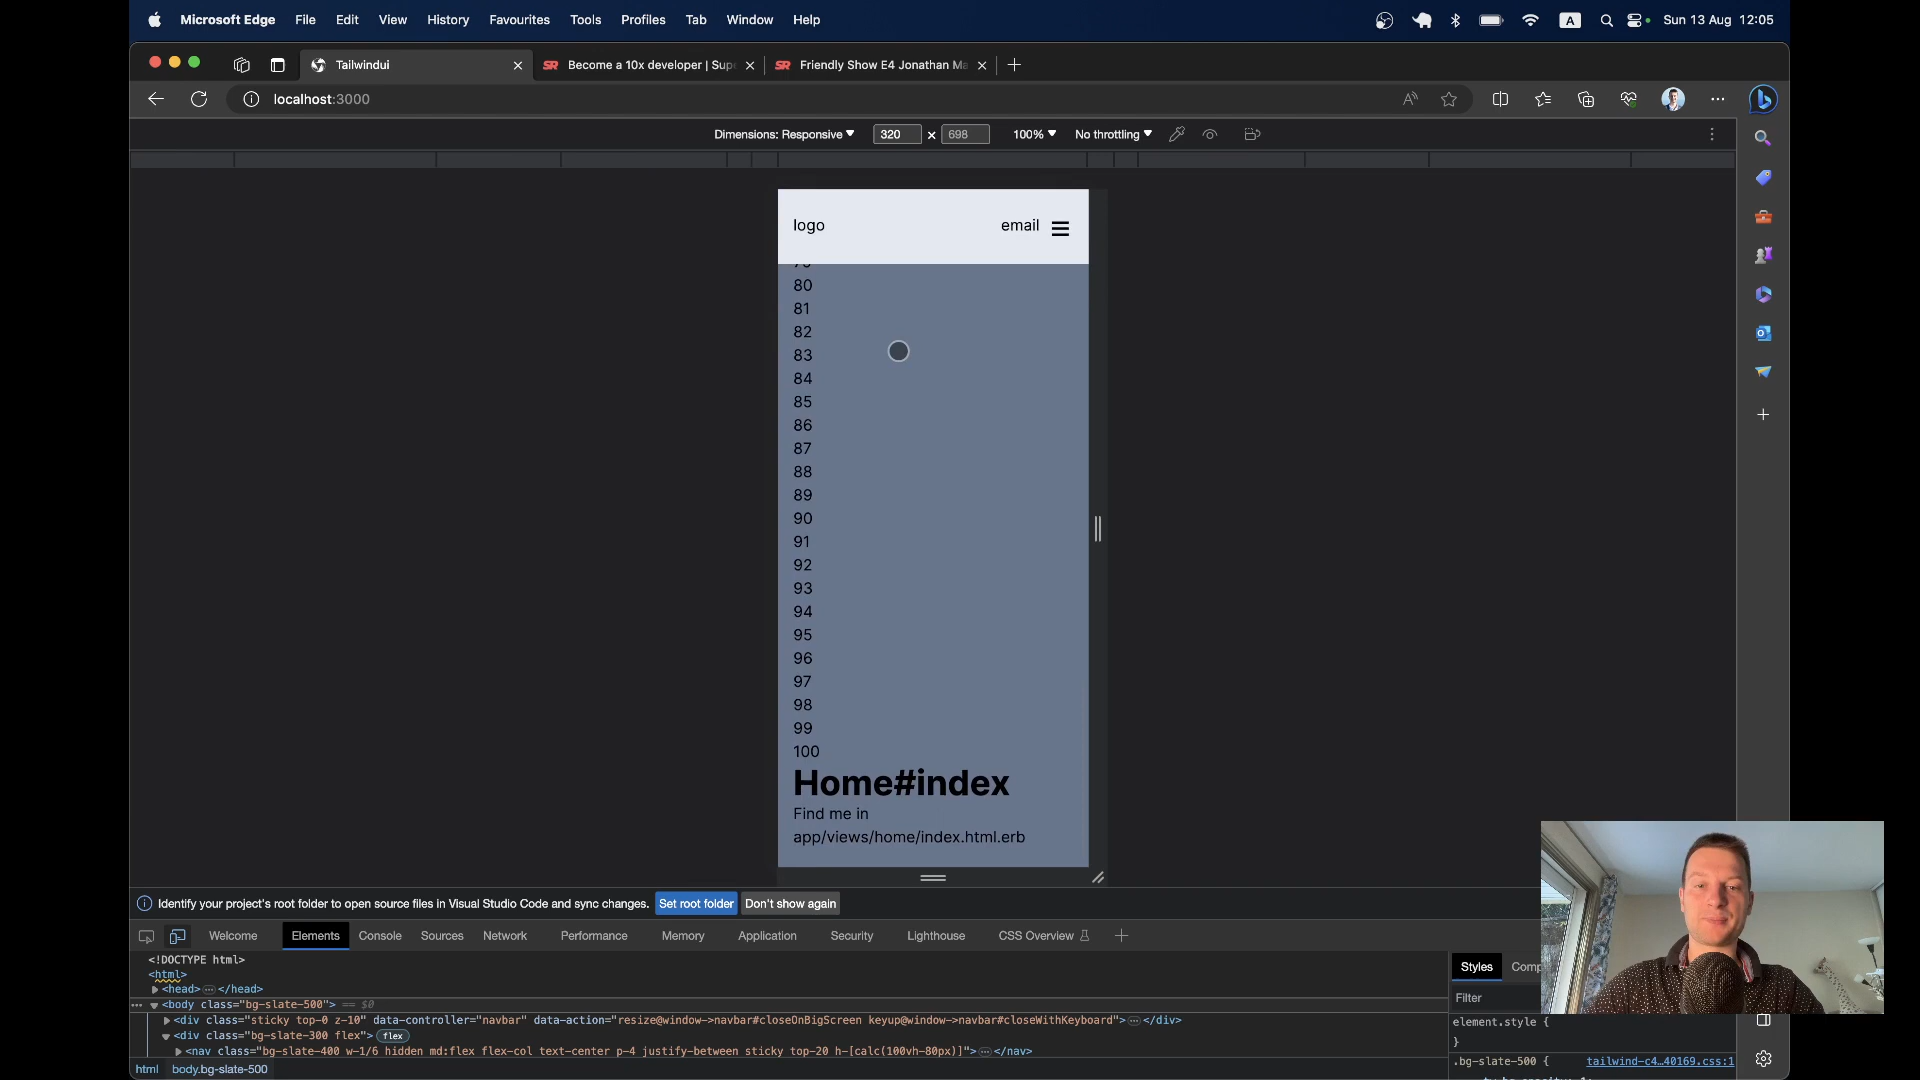 Microsoft Edge File Edit View History Favourites Tools Profiles Tab Window Help A Sun 13 Aug 12:05
Tailwindui SR Become a 10x developer | Supe SR Friendly Show E4 Jonathan Ma
localhost:3000
Dimensions: Responsive 320 × 698 100% No throttling
logo email
80
81
82
83
84
85
86
87
88
89
90
91
92
93
94
95
96
97
98
99
100
Home#index
Find me in
app/views/home/index.html.erb
Identify your project's root folder to open source files in Visual Studio Code and sync changes. Set root folder Don't show again
Welcome Elements Console Sources Network Performance Memory Application Security Lighthouse CSS Overview
<!DOCTYPE html>
<html>
<head> </head>
<body class="bg-slate-500"> == $0
<div class="sticky top-0 z-10" data-controller="navbar" data-action="resize@window->navbar#closeOnBigScreen keyup@window->navbar#closeWithKeyboard"> </div>
<div class="bg-slate-300 flex"> flex
<nav class="bg-slate-400 w-1/6 hidden md:flex flex-col text-center p-4 justify-between sticky top-20 h-[calc(100vh-80px)]"> </nav>
html body.bg-slate-500
Styles Comp
Filter
element.style {
}
.bg-slate-500 { tailwind-c4…40169.css:1